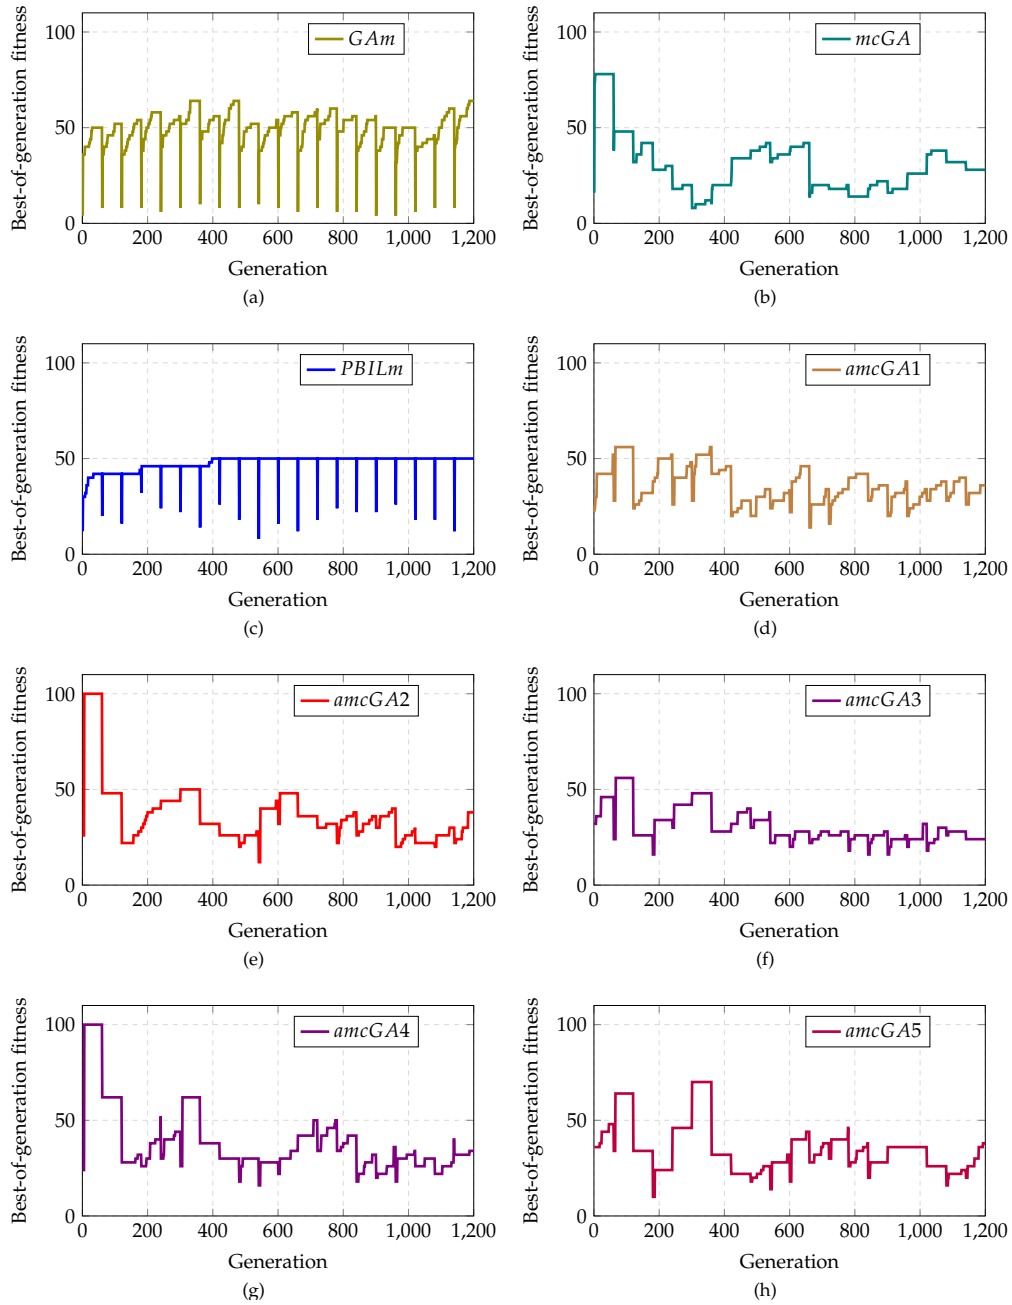 GAm
Best-of-generation fitness
100
50
0
0 200 400 600 800 1,000 1,200
Generation
(a)
mcGA
Best-of-generation fitness
100
50
0
0 200 400 600 800 1,000 1,200
Generation
(b)
PBILm
Best-of-generation fitness
100
50
0
0 200 400 600 800 1,000 1,200
Generation
(c)
amcGA1
Best-of-generation fitness
100
50
0
0 200 400 600 800 1,000 1,200
Generation
(d)
amcGA2
Best-of-generation fitness
100
50
0
0 200 400 600 800 1,000 1,200
Generation
(e)
amcGA3
Best-of-generation fitness
100
50
0
0 200 400 600 800 1,000 1,200
Generation
(f)
amcGA4
Best-of-generation fitness
100
50
0
0 200 400 600 800 1,000 1,200
Generation
(g)
amcGA5
Best-of-generation fitness
100
50
0
0 200 400 600 800 1,000 1,200
Generation
(h)